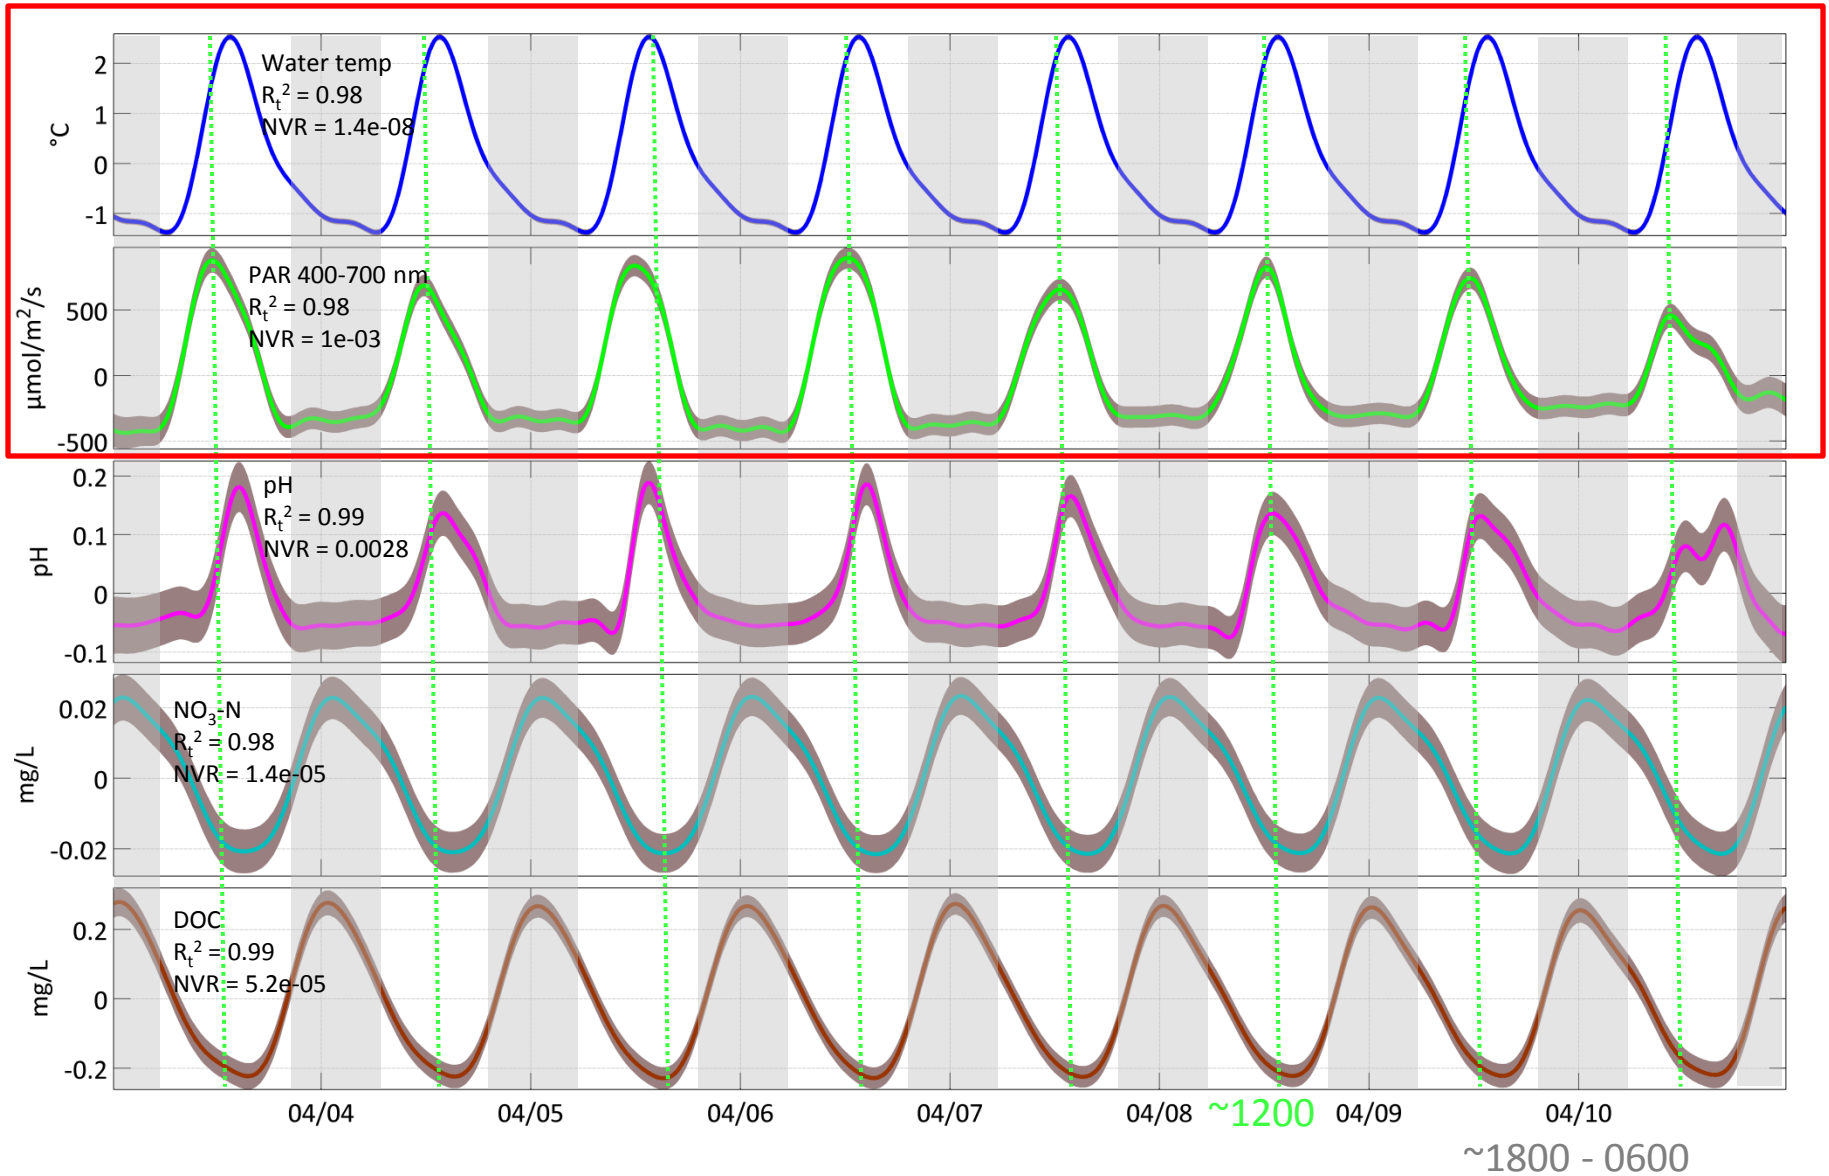 Water temp
Rt² = 0.98
NVR = 1.4e-08
°C
2
1
0
-1
PAR 400-700 nm
Rt² = 0.98
NVR = 1e-03
µmol/m²/s
500
0
-500
pH
Rt² = 0.99
NVR = 0.0028
pH
0.2
0.1
0
-0.1
NO₃-N
Rt² = 0.98
NVR = 1.4e-05
mg/L
0.02
0
-0.02
DOC
Rt² = 0.99
NVR = 5.2e-05
mg/L
0.2
0
-0.2
04/04 04/05 04/06 04/07 04/08 ~1200 04/09 04/10
~1800 - 0600